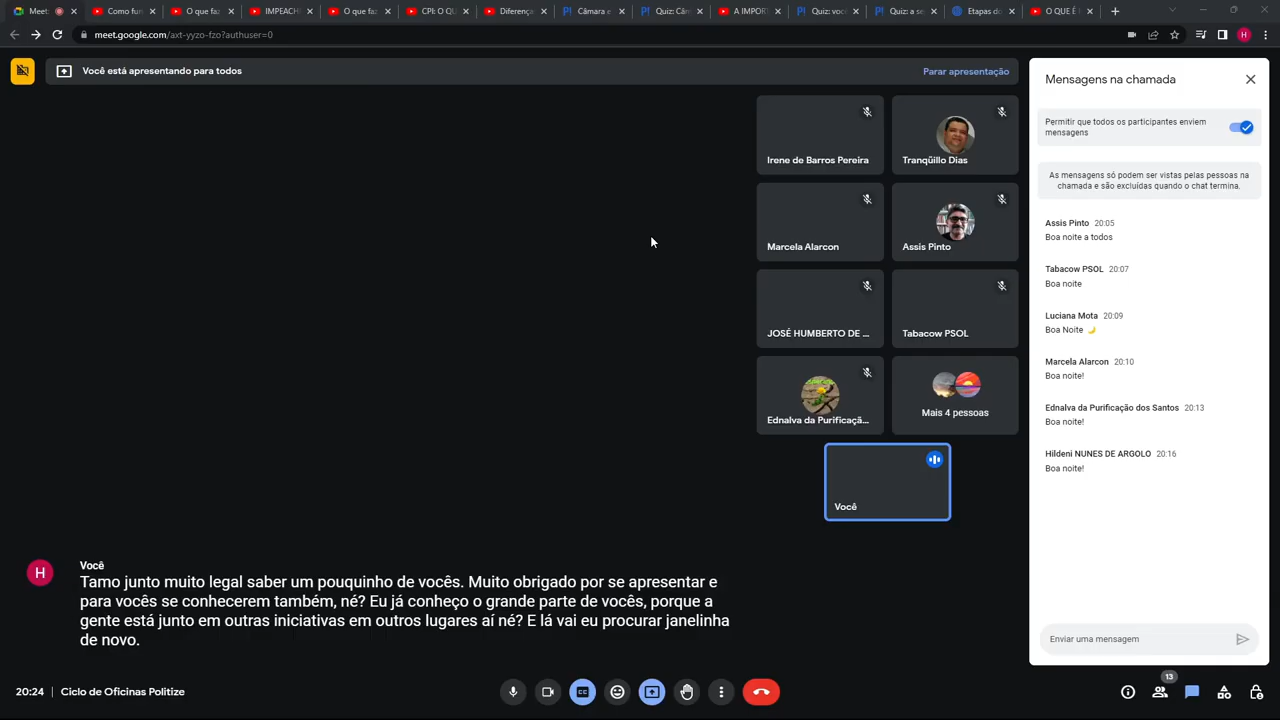 Meet:
Como fun
O que faz
IMPEACH
O que faz
CPI: O QU
Diferença
Câmara e
Quiz: Câm
A IMPOR
Quiz: voc
Quiz: a se
Etapas do
O QUE É
meet.google.com/axt-yyzo-fzo?authuser=0
H
Você está apresentando para todos
Parar apresentação
Irene de Barros Pereira
Tranqüillo Dias
Marcela Alarcon
Assis Pinto
JOSÉ HUMBERTO DE ...
Tabacow PSOL
Ednalva da Purificaçã...
Mais 4 pessoas
Você
H
Você
Tamo junto muito legal saber um pouquinho de vocês. Muito obrigado por se apresentar e
para vocês se conhecerem também, né? Eu já conheço o grande parte de vocês, porque a
gente está junto em outras iniciativas em outros lugares aí né? E lá vai eu procurar janelinha
de novo.
Mensagens na chamada
Permitir que todos os participantes enviem
mensagens
As mensagens só podem ser vistas pelas pessoas na
chamada e são excluídas quando o chat termina.
Assis Pinto 20:05
Boa noite a todos
Tabacow PSOL 20:07
Boa noite
Luciana Mota 20:09
Boa Noite 🌙
Marcela Alarcon 20:10
Boa noite!
Ednalva da Purificação dos Santos 20:13
Boa noite!
Hildeni NUNES DE ARGOLO 20:16
Boa noite!
Enviar uma mensagem
20:24 | Ciclo de Oficinas Politize
CC
13